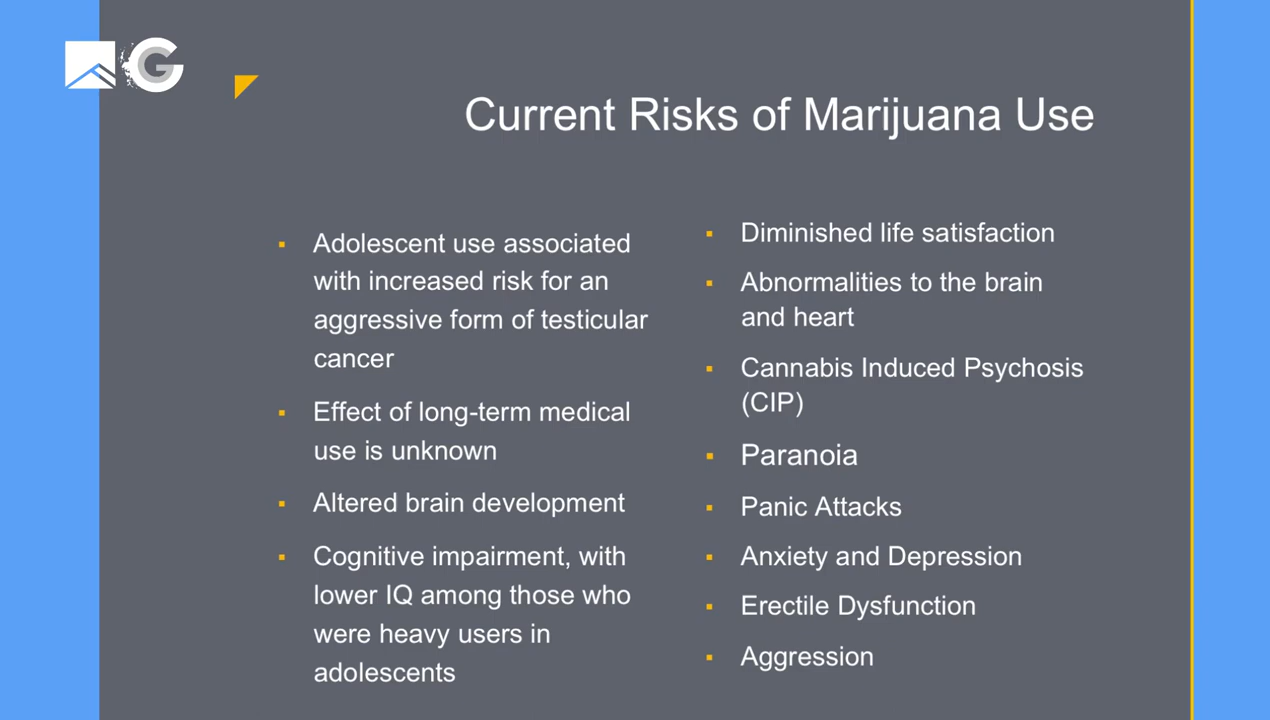 G
Current Risks of Marijuana Use
Adolescent use associated
with increased risk for an
aggressive form of testicular
cancer
Effect of long-term medical
use is unknown
Altered brain development
Cognitive impairment, with
lower IQ among those who
were heavy users in
adolescents
Diminished life satisfaction
Abnormalities to the brain
and heart
Cannabis Induced Psychosis
(CIP)
Paranoia
Panic Attacks
Anxiety and Depression
Erectile Dysfunction
Aggression